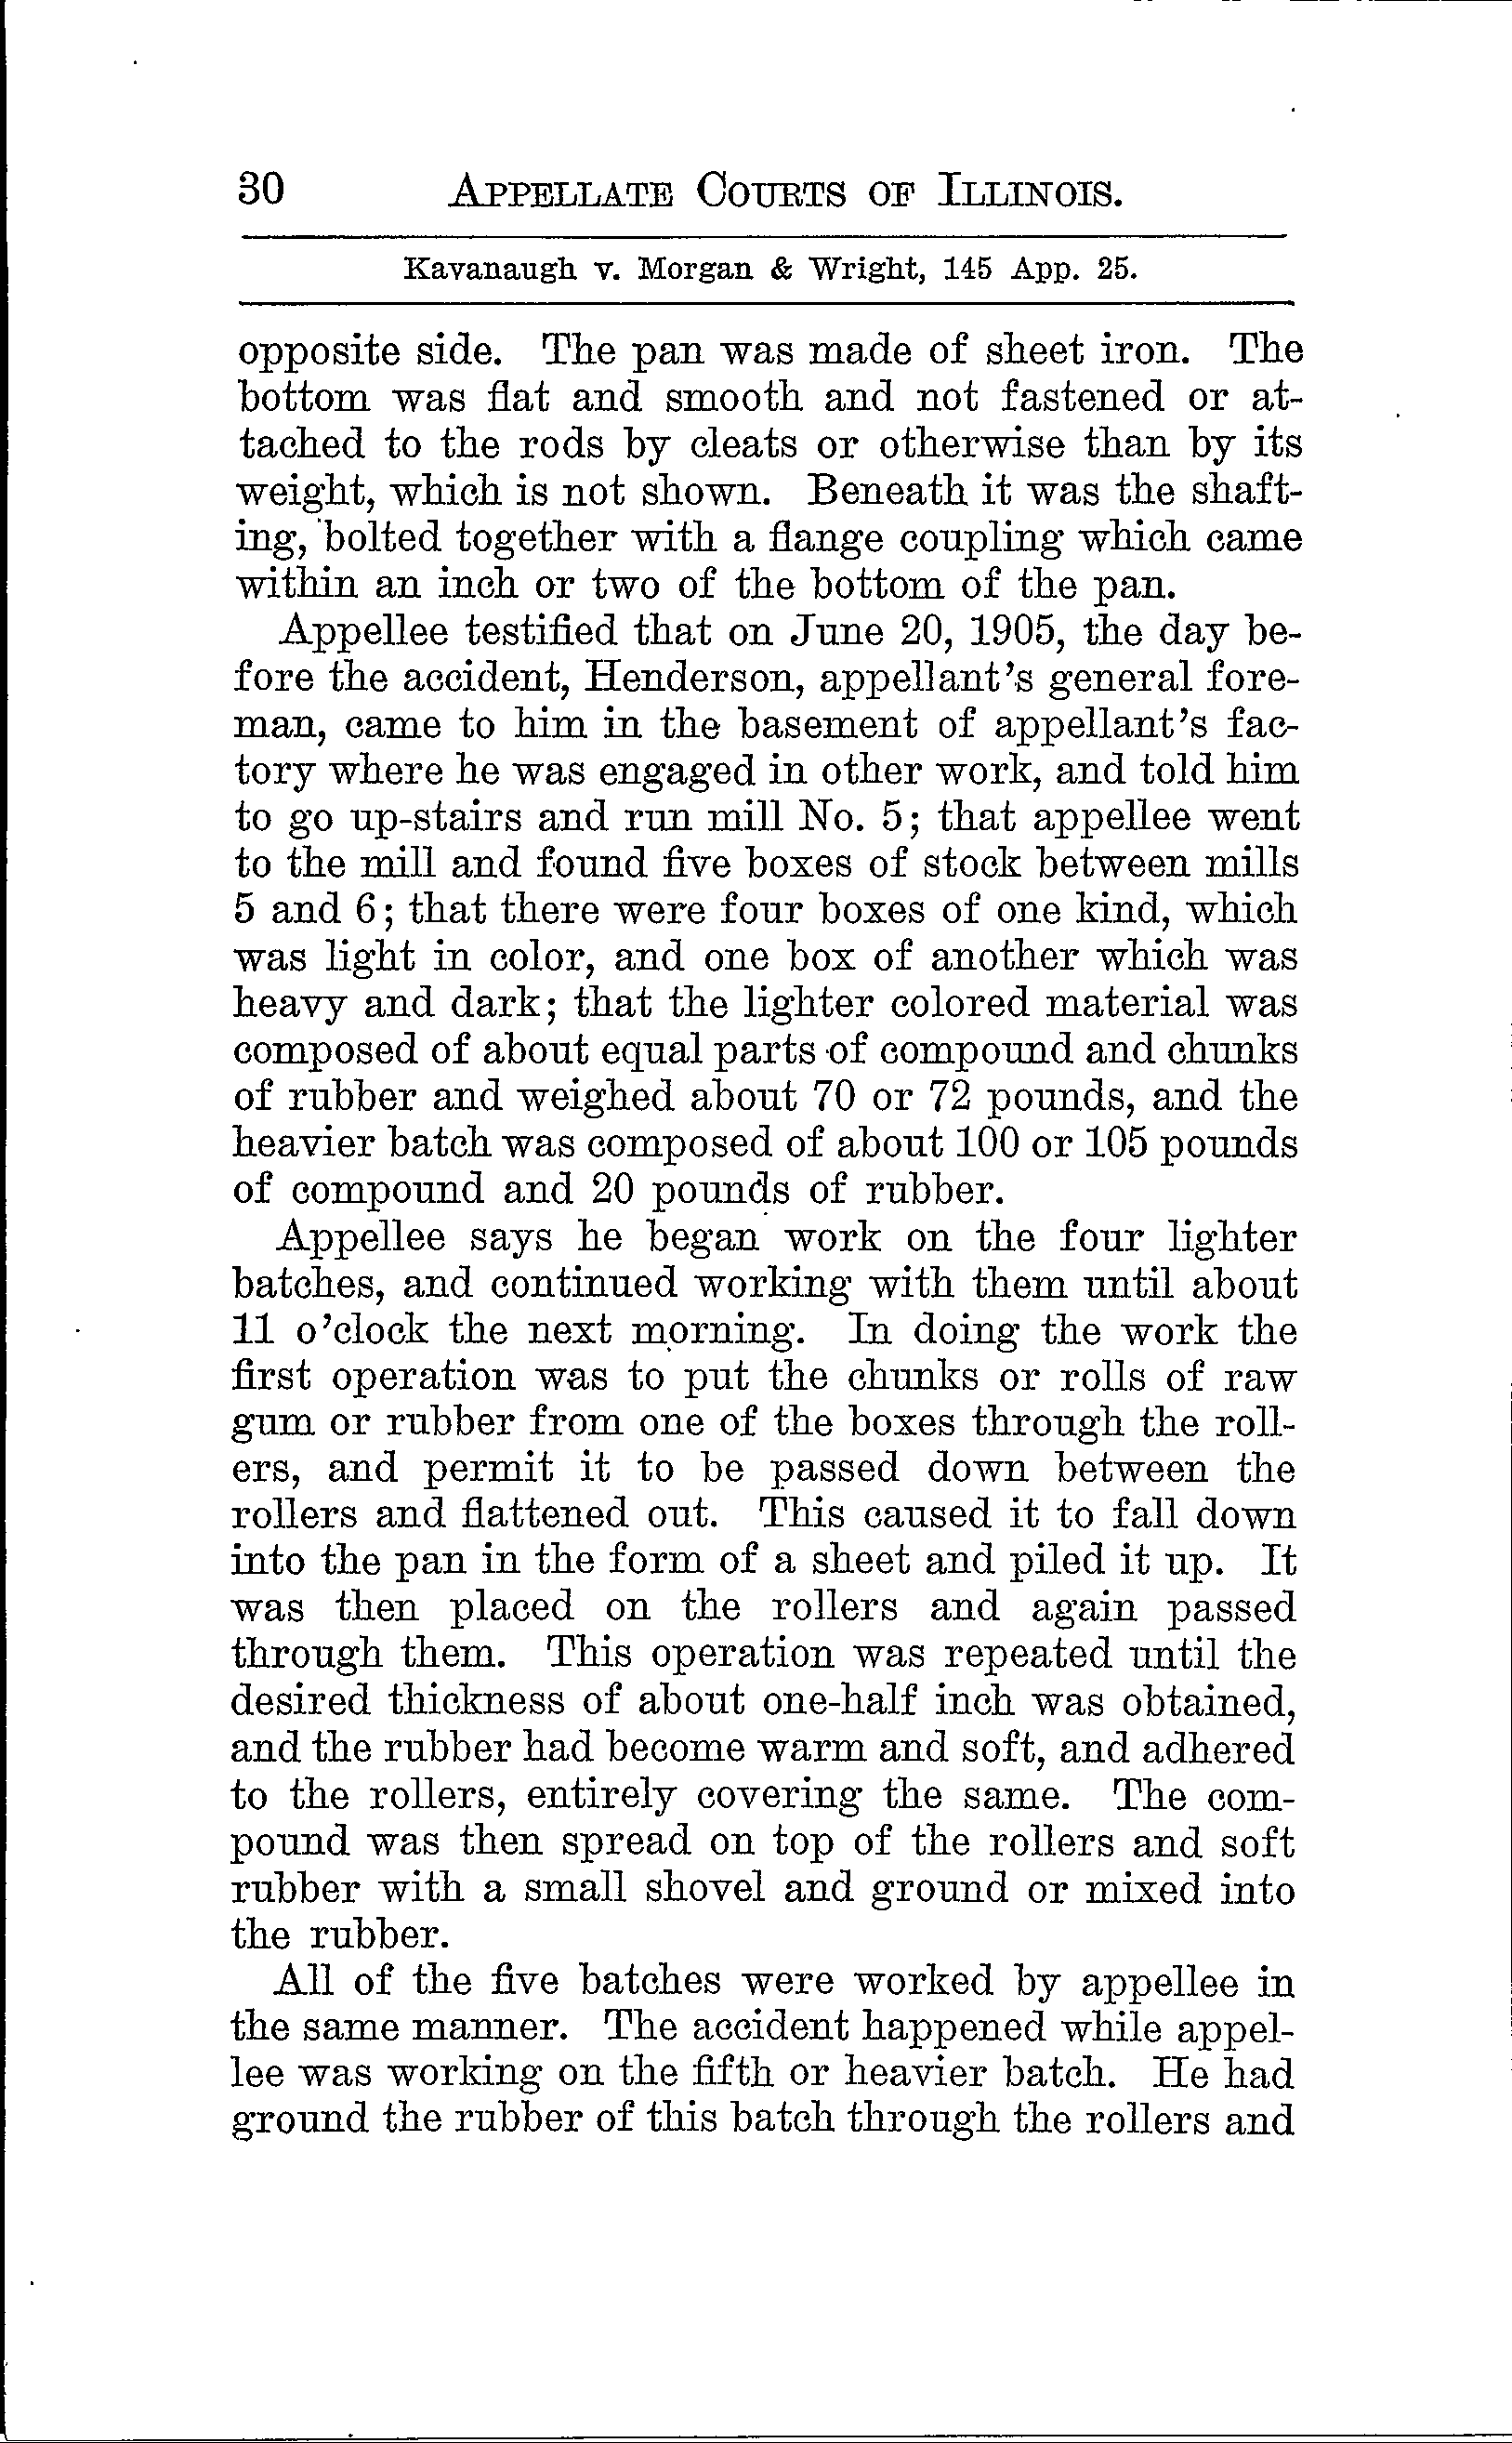 30 APPELLATE COURTS OF ILLINOIS.
Kavanaugh v. Morgan & Wright, 145 App. 25.
opposite side. The pan was made of sheet iron. The
bottom was flat and smooth and not fastened or at-
tached to the rods by cleats or otherwise than by its
weight, which is not shown. Beneath it was the shaft-
ing, bolted together with a flange coupling which came
within an inch or two of the bottom of the pan.
Appellee testified that on June 20, 1905, the day be-
fore the accident, Henderson, appellant's general fore-
man, came to him in the basement of appellant's fac-
tory where he was engaged in other work, and told him
to go up-stairs and run mill No. 5; that appellee went
to the mill and found five boxes of stock between mills
5 and 6; that there were four boxes of one kind, which
was light in color, and one box of another which was
heavy and dark; that the lighter colored material was
composed of about equal parts of compound and chunks
of rubber and weighed about 70 or 72 pounds, and the
heavier batch was composed of about 100 or 105 pounds
of compound and 20 pounds of rubber.
Appellee says he began work on the four lighter
batches, and continued working with them until about
11 o'clock the next morning. In doing the work the
first operation was to put the chunks or rolls of raw
gum or rubber from one of the boxes through the roll-
ers, and permit it to be passed down between the
rollers and flattened out. This caused it to fall down
into the pan in the form of a sheet and piled it up. It
was then placed on the rollers and again passed
through them. This operation was repeated until the
desired thickness of about one-half inch was obtained,
and the rubber had become warm and soft, and adhered
to the rollers, entirely covering the same. The com-
pound was then spread on top of the rollers and soft
rubber with a small shovel and ground or mixed into
the rubber.
All of the five batches were worked by appellee in
the same manner. The accident happened while appel-
lee was working on the fifth or heavier batch. He had
ground the rubber of this batch through the rollers and